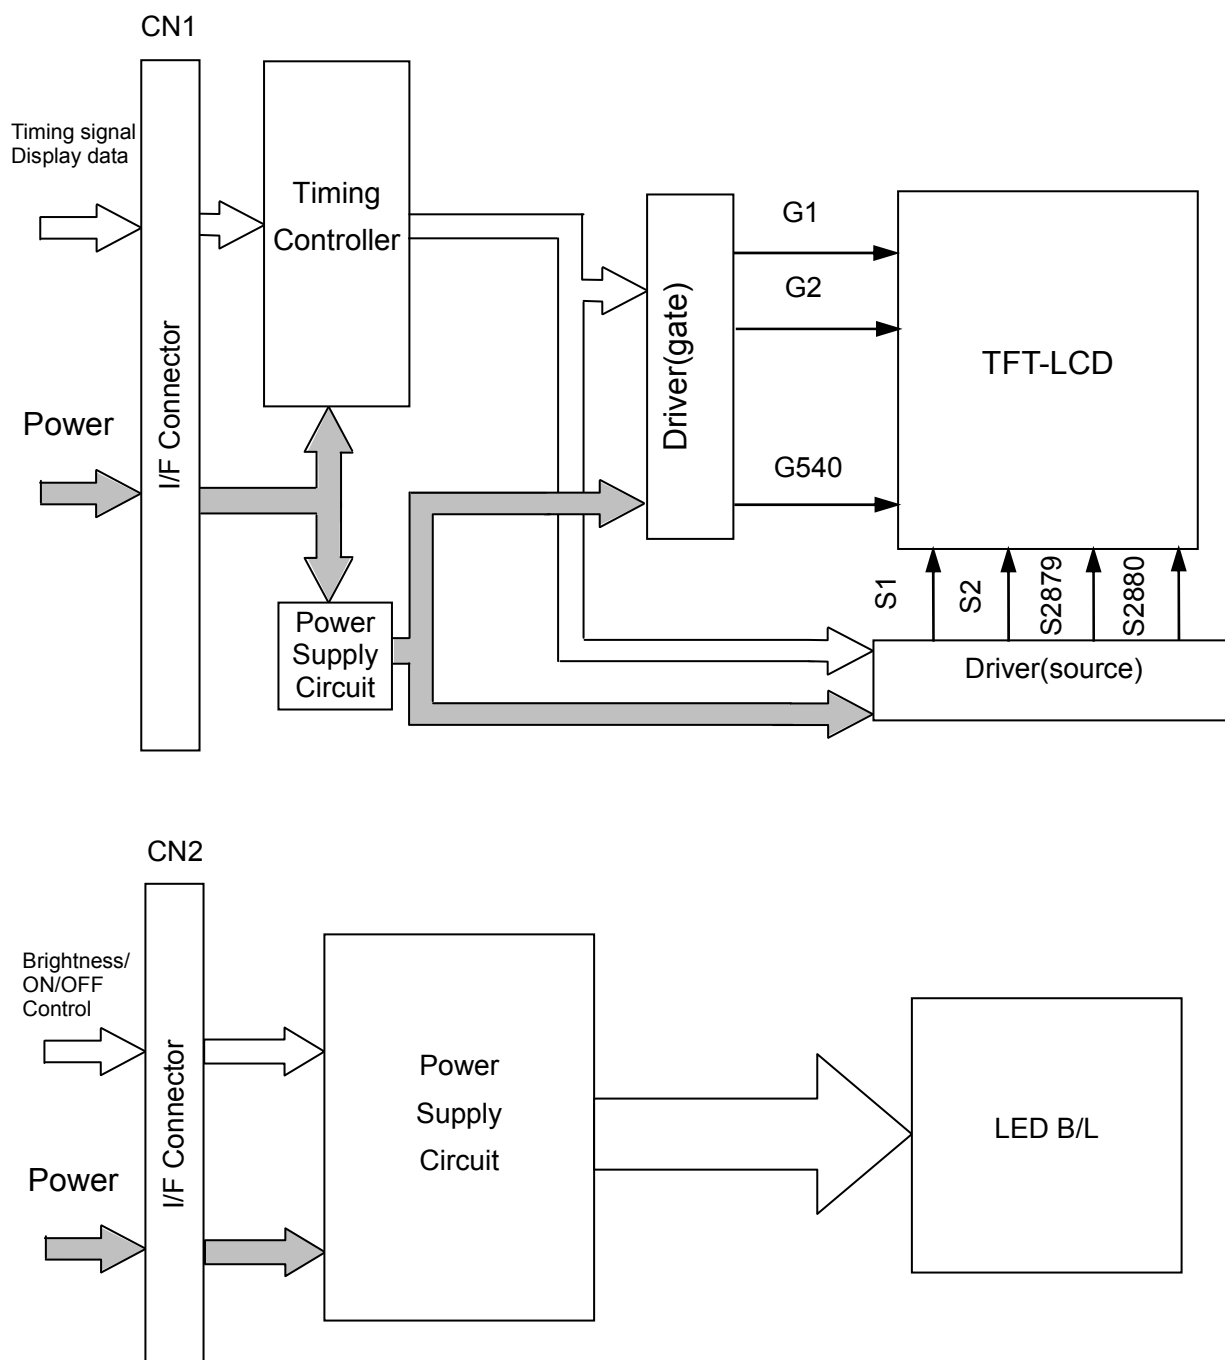 CN1
Timing signal
Display data
Power
I/F Connector
Timing
Controller
Power
Supply
Circuit
Driver(gate)
G1
G2
G540
TFT-LCD
S1
S2
S2879
S2880
Driver(source)
CN2
Brightness/
ON/OFF
Control
Power
I/F Connector
Power
Supply
Circuit
LED B/L